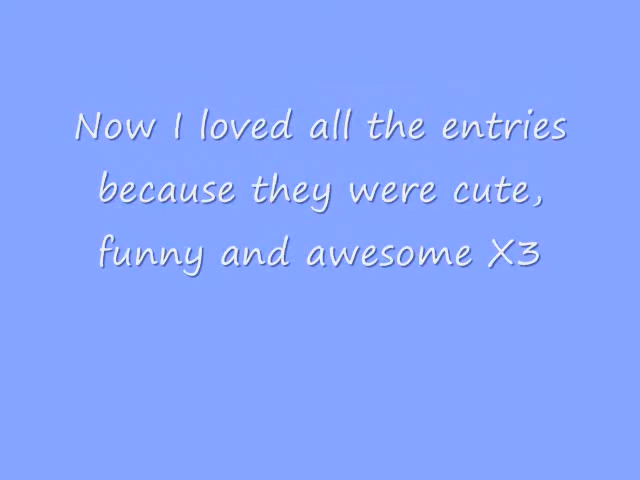 Now I loved all the entries
because they were cute,
funny and awesome X3